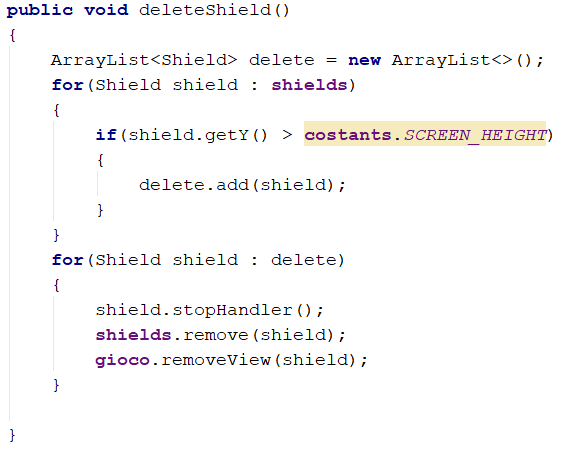 public void deleteShield()
{
    ArrayList<Shield> delete = new ArrayList<>();
    for(Shield shield : shields)
    {
        if(shield.getY() > costants.SCREEN_HEIGHT)
        {
            delete.add(shield);
        }
    }
    for(Shield shield : delete)
    {
        shield.stopHandler();
        shields.remove(shield);
        gioco.removeView(shield);
    }
}